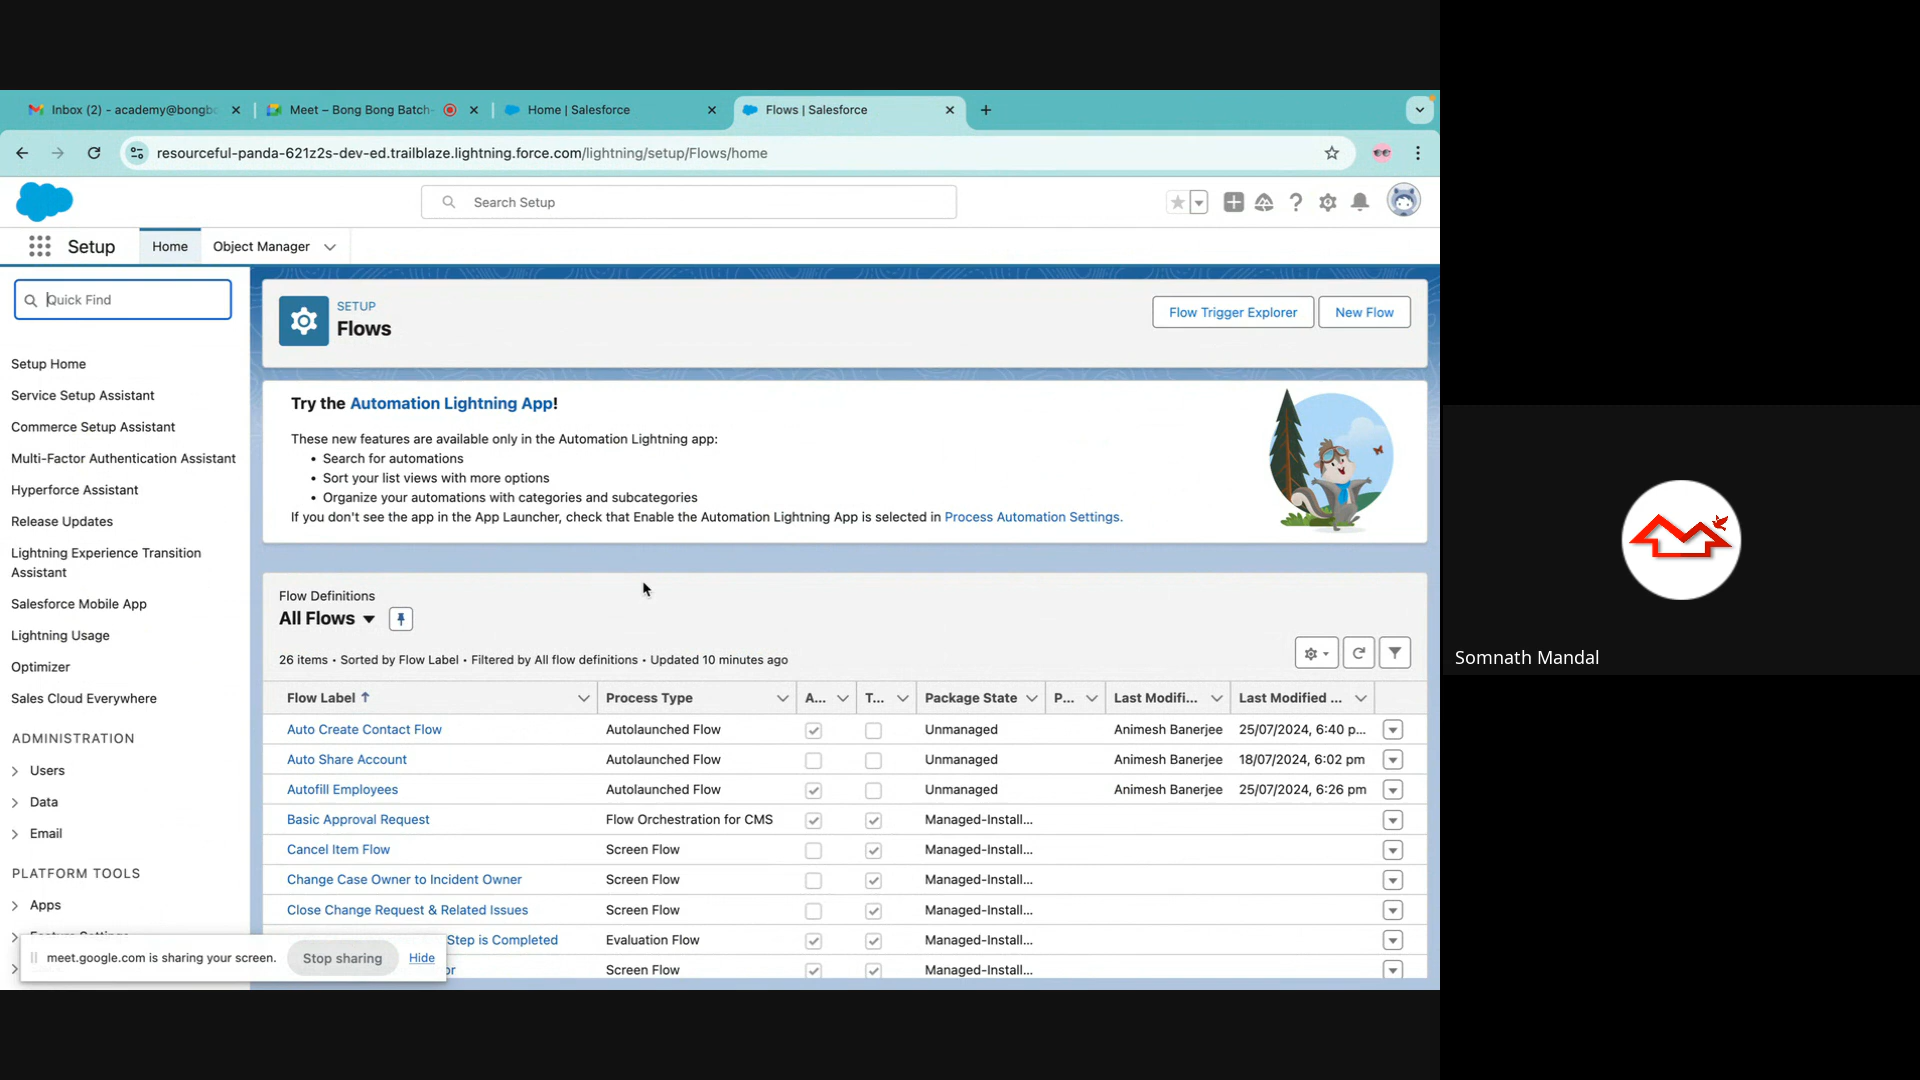 Inbox (2) - academy@bongb
Meet – Bong Bong Batch-
Home | Salesforce
Flows | Salesforce
resourceful-panda-621z2s-dev-ed.trailblaze.lightning.force.com/lightning/setup/Flows/home
Search Setup
Setup
Home
Object Manager
Quick Find
Setup Home
Service Setup Assistant
Commerce Setup Assistant
Multi-Factor Authentication Assistant
Hyperforce Assistant
Release Updates
Lightning Experience Transition
Assistant
Salesforce Mobile App
Lightning Usage
Optimizer
Sales Cloud Everywhere
ADMINISTRATION
Users
Data
Email
PLATFORM TOOLS
Apps
SETUP
Flows
Flow Trigger Explorer
New Flow
Try the Automation Lightning App!
These new features are available only in the Automation Lightning app:
• Search for automations
• Sort your list views with more options
• Organize your automations with categories and subcategories
If you don't see the app in the App Launcher, check that Enable the Automation Lightning App is selected in Process Automation Settings.
Flow Definitions
All Flows
26 items • Sorted by Flow Label • Filtered by All flow definitions • Updated 10 minutes ago
Flow Label ↑ Process Type A... T... Package State P... Last Modifi... Last Modified ...
Auto Create Contact Flow Autolaunched Flow Unmanaged Animesh Banerjee 25/07/2024, 6:40 p...
Auto Share Account Autolaunched Flow Unmanaged Animesh Banerjee 18/07/2024, 6:02 pm
Autofill Employees Autolaunched Flow Unmanaged Animesh Banerjee 25/07/2024, 6:26 pm
Basic Approval Request Flow Orchestration for CMS Managed-Install...
Cancel Item Flow Screen Flow Managed-Install...
Change Case Owner to Incident Owner Screen Flow Managed-Install...
Close Change Request & Related Issues Screen Flow Managed-Install...
Step is Completed Evaluation Flow Managed-Install...
or Screen Flow Managed-Install...
meet.google.com is sharing your screen.
Stop sharing
Hide
Somnath Mandal